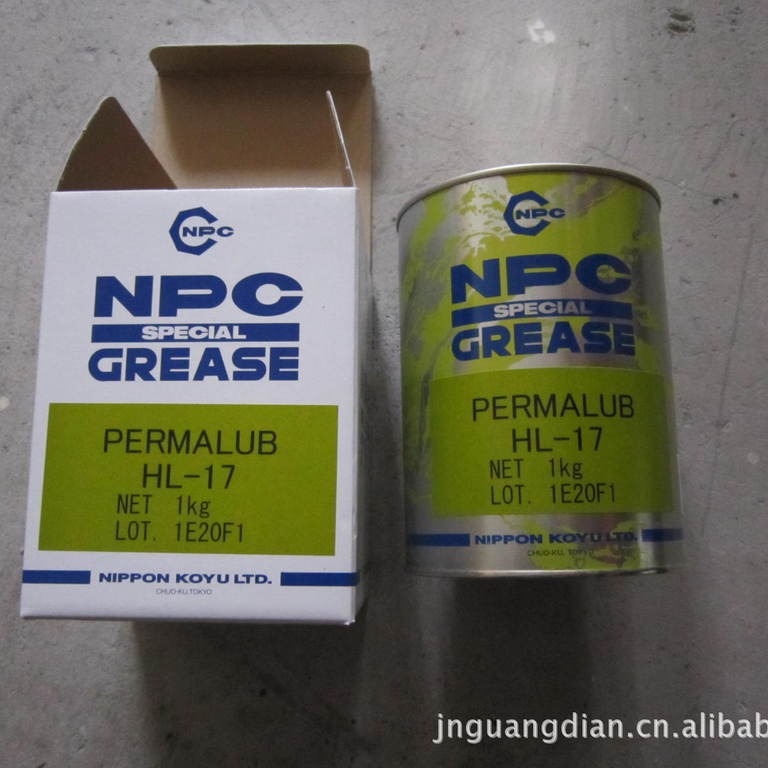 NPC
NPC
SPECIAL
GREASE
PERMALUB
HL-17
NET 1kg
LOT. 1E20F1
NIPPON KOYU LTD.
CHUO-KU, TOKYO
NPC
NPC
SPECIAL
GREASE
PERMALUB
HL-17
NET 1kg
LOT. 1E20F1
NIPPON KOYU LTD.
CHUO-KU, TOKYO
jnguangdian.cn.alibaba